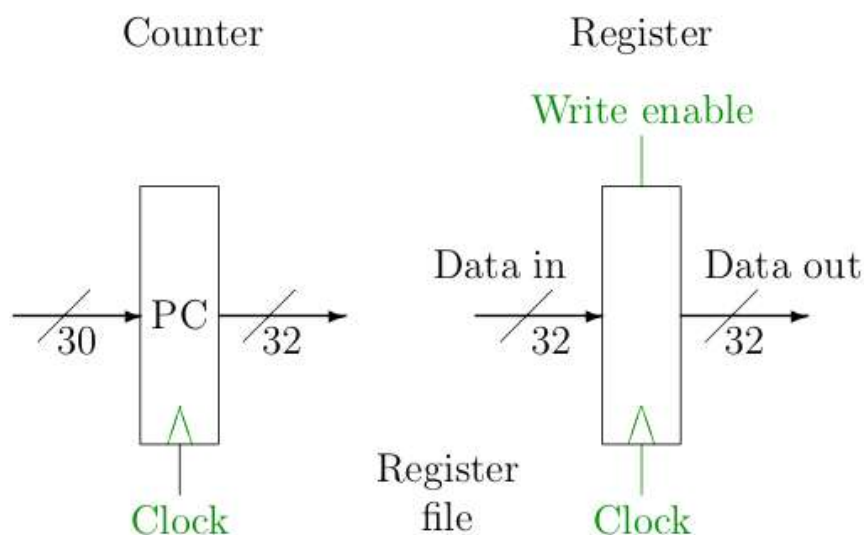 Counter
Register
Write enable
Data in
Data out
30
PC
32
32
32
Register
file
Clock
Clock